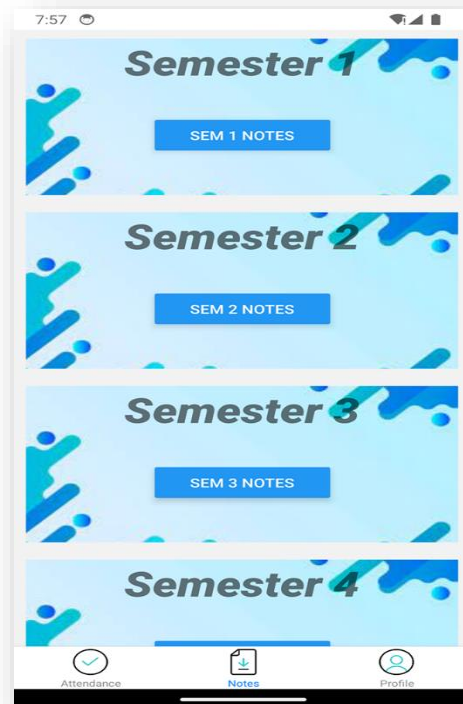 7:57
Semester 1
SEM 1 NOTES
Semester 2
SEM 2 NOTES
Semester 3
SEM 3 NOTES
Semester 4
Attendance
Notes
Profile